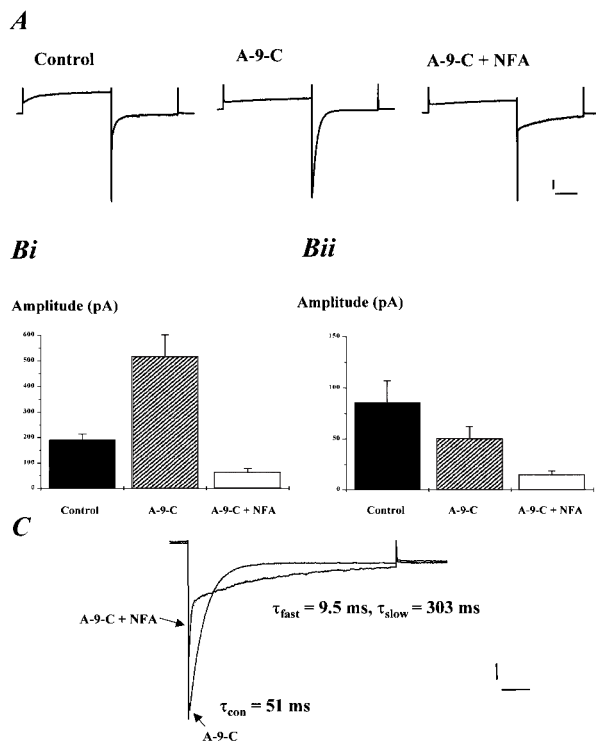 A
Control
A-9-C
A-9-C + NFA
Bi
Bii
Amplitude (pA)
600
500
400
300
200
100
0
Control
A-9-C
A-9-C + NFA
Amplitude (pA)
150
100
50
0
Control
A-9-C
A-9-C + NFA
C
A-9-C + NFA
τfast = 9.5 ms, τslow = 303 ms
τcon = 51 ms
A-9-C